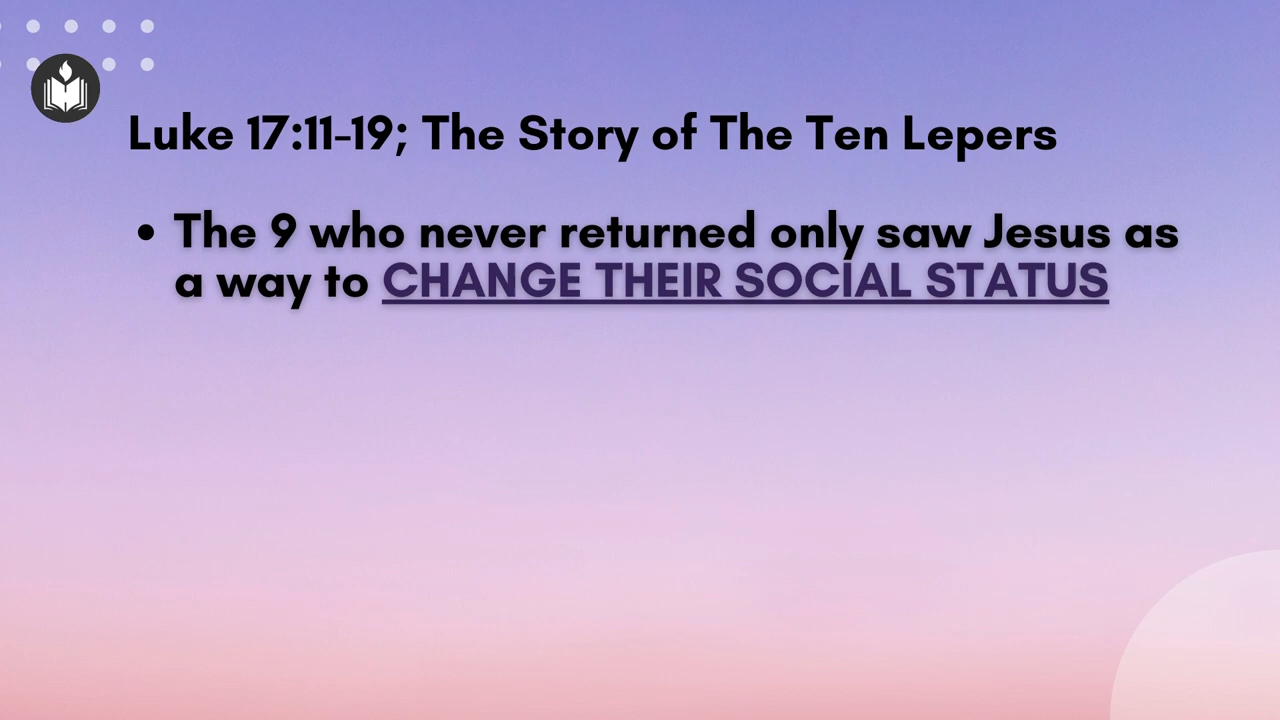 Luke 17:11-19; The Story of The Ten Lepers
• The 9 who never returned only saw Jesus as
a way to CHANGE THEIR SOCIAL STATUS